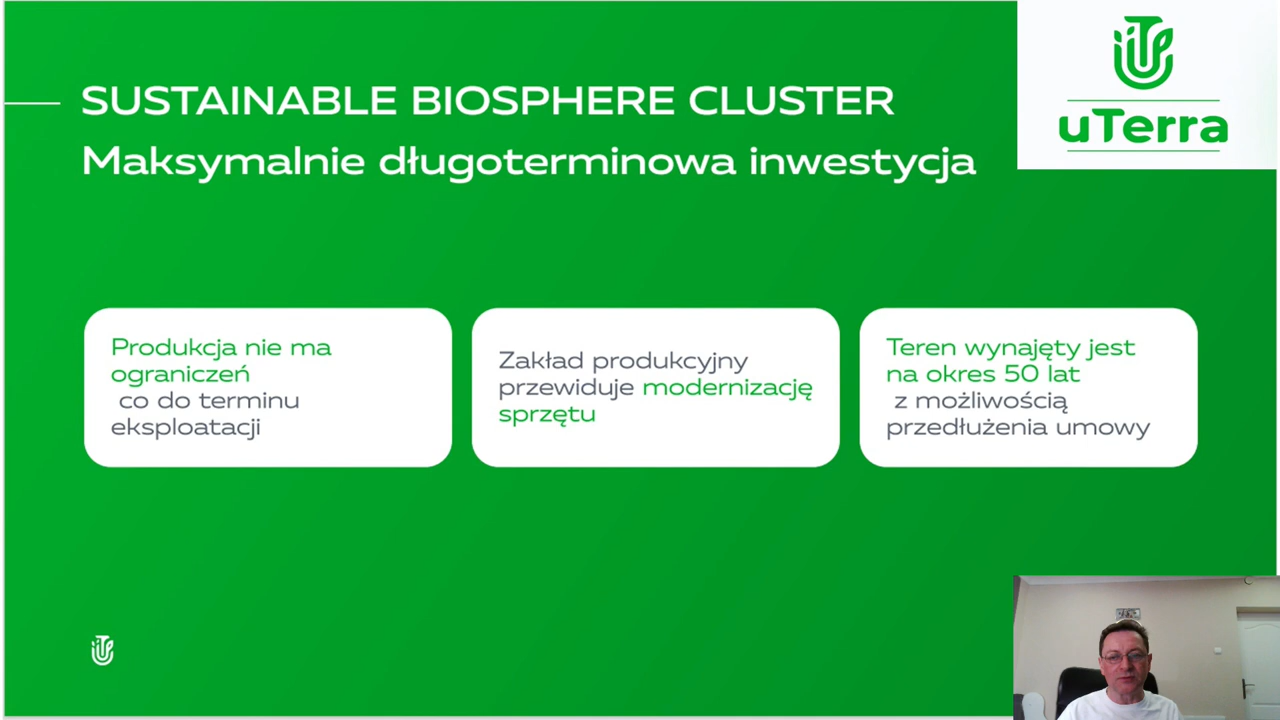 SUSTAINABLE BIOSPHERE CLUSTER
Maksymalnie długoterminowa inwestycja
uTerra
Produkcja nie ma
ograniczeń
co do terminu
eksploatacji
Zakład produkcyjny
przewiduje modernizację
sprzętu
Teren wynajęty jest
na okres 50 lat
z możliwością
przedłużenia umowy